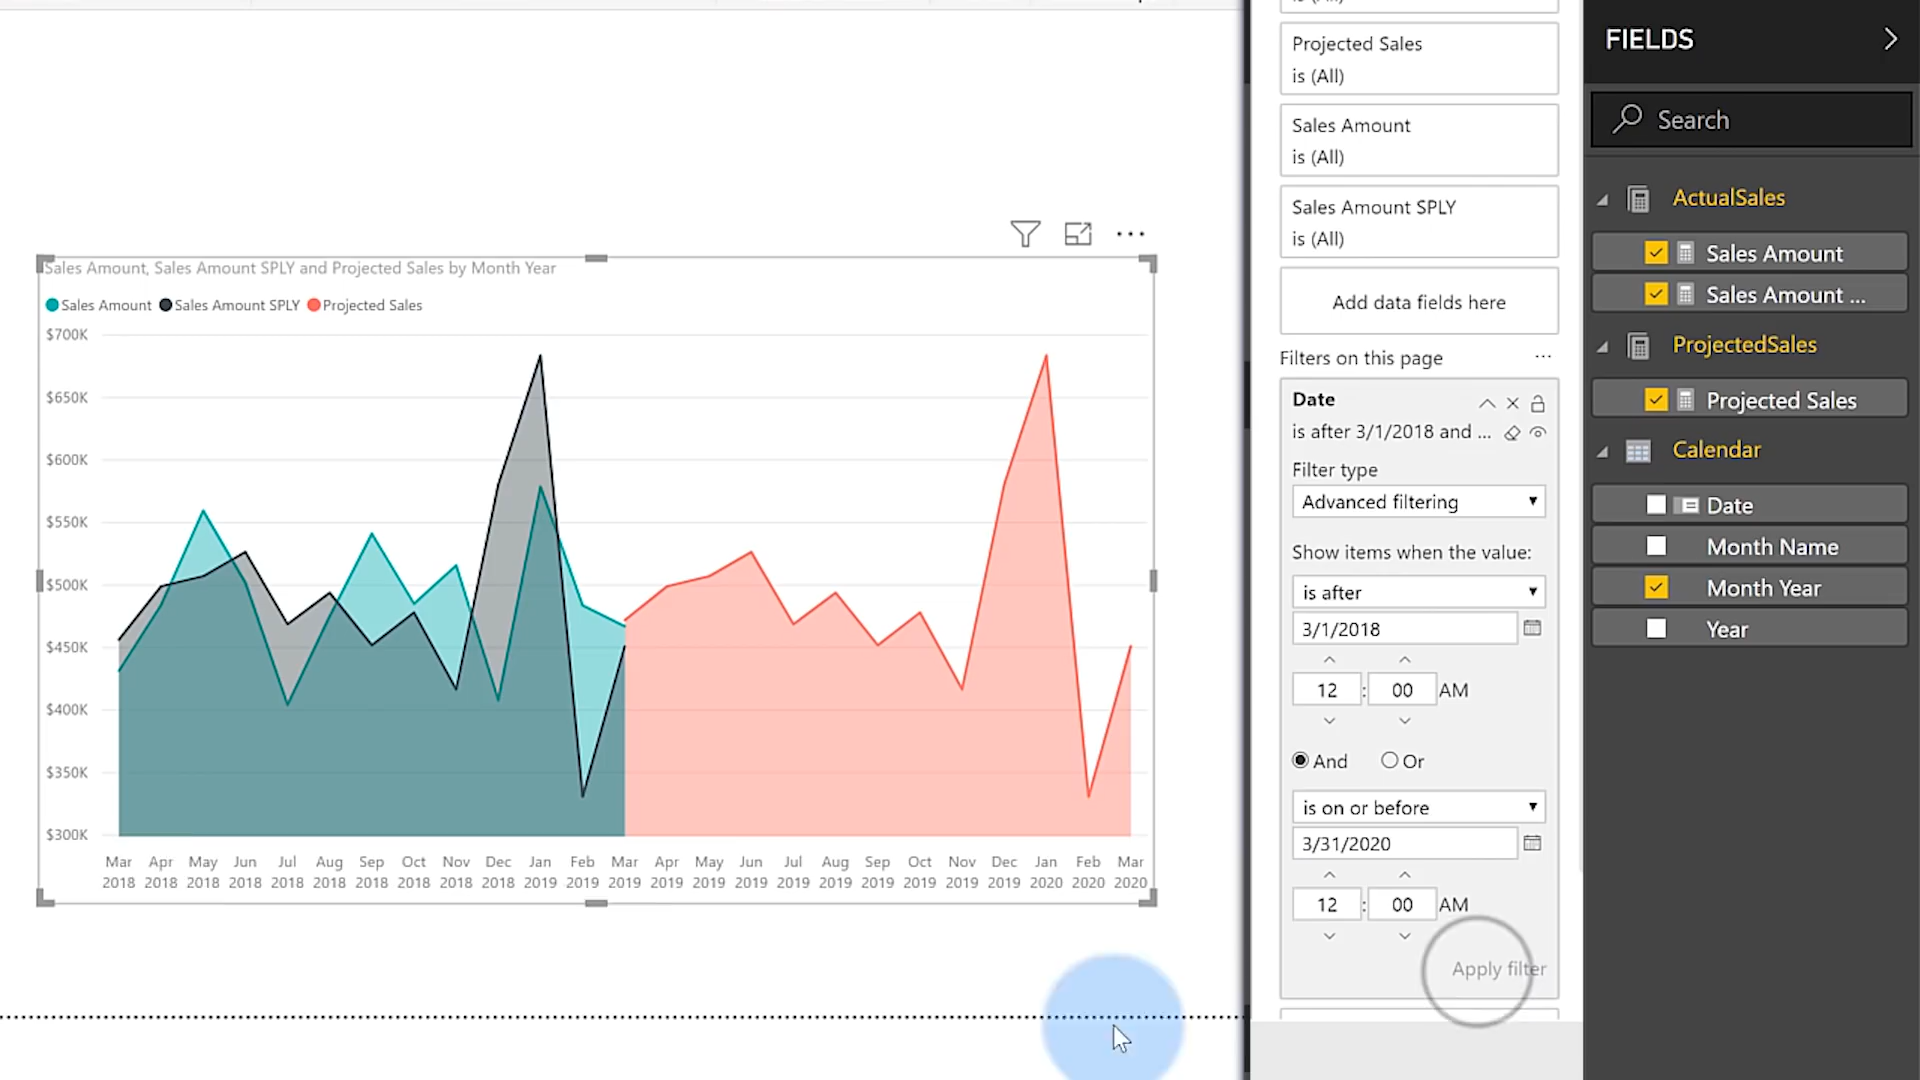 Sales Amount, Sales Amount SPLY and Projected Sales by Month Year
Sales Amount Sales Amount SPLY Projected Sales
$700K
$650K
$600K
$550K
$500K
$450K
$400K
$350K
$300K
Mar Apr May Jun Jul Aug Sep Oct Nov Dec Jan Feb Mar Apr May Jun Jul Aug Sep Oct Nov Dec Jan Feb Mar
2018 2018 2018 2018 2018 2018 2018 2018 2018 2018 2019 2019 2019 2019 2019 2019 2019 2019 2019 2019 2019 2019 2020 2020 2020
is (All)
Projected Sales
is (All)
Sales Amount
is (All)
Sales Amount SPLY
is (All)
Add data fields here
Filters on this page
Date
is after 3/1/2018 and ...
Filter type
Advanced filtering
Show items when the value:
is after
3/1/2018
12 : 00 AM
And Or
is on or before
3/31/2020
12 : 00 AM
Apply filter
FIELDS
Search
ActualSales
Sales Amount
Sales Amount ...
ProjectedSales
Projected Sales
Calendar
Date
Month Name
Month Year
Year